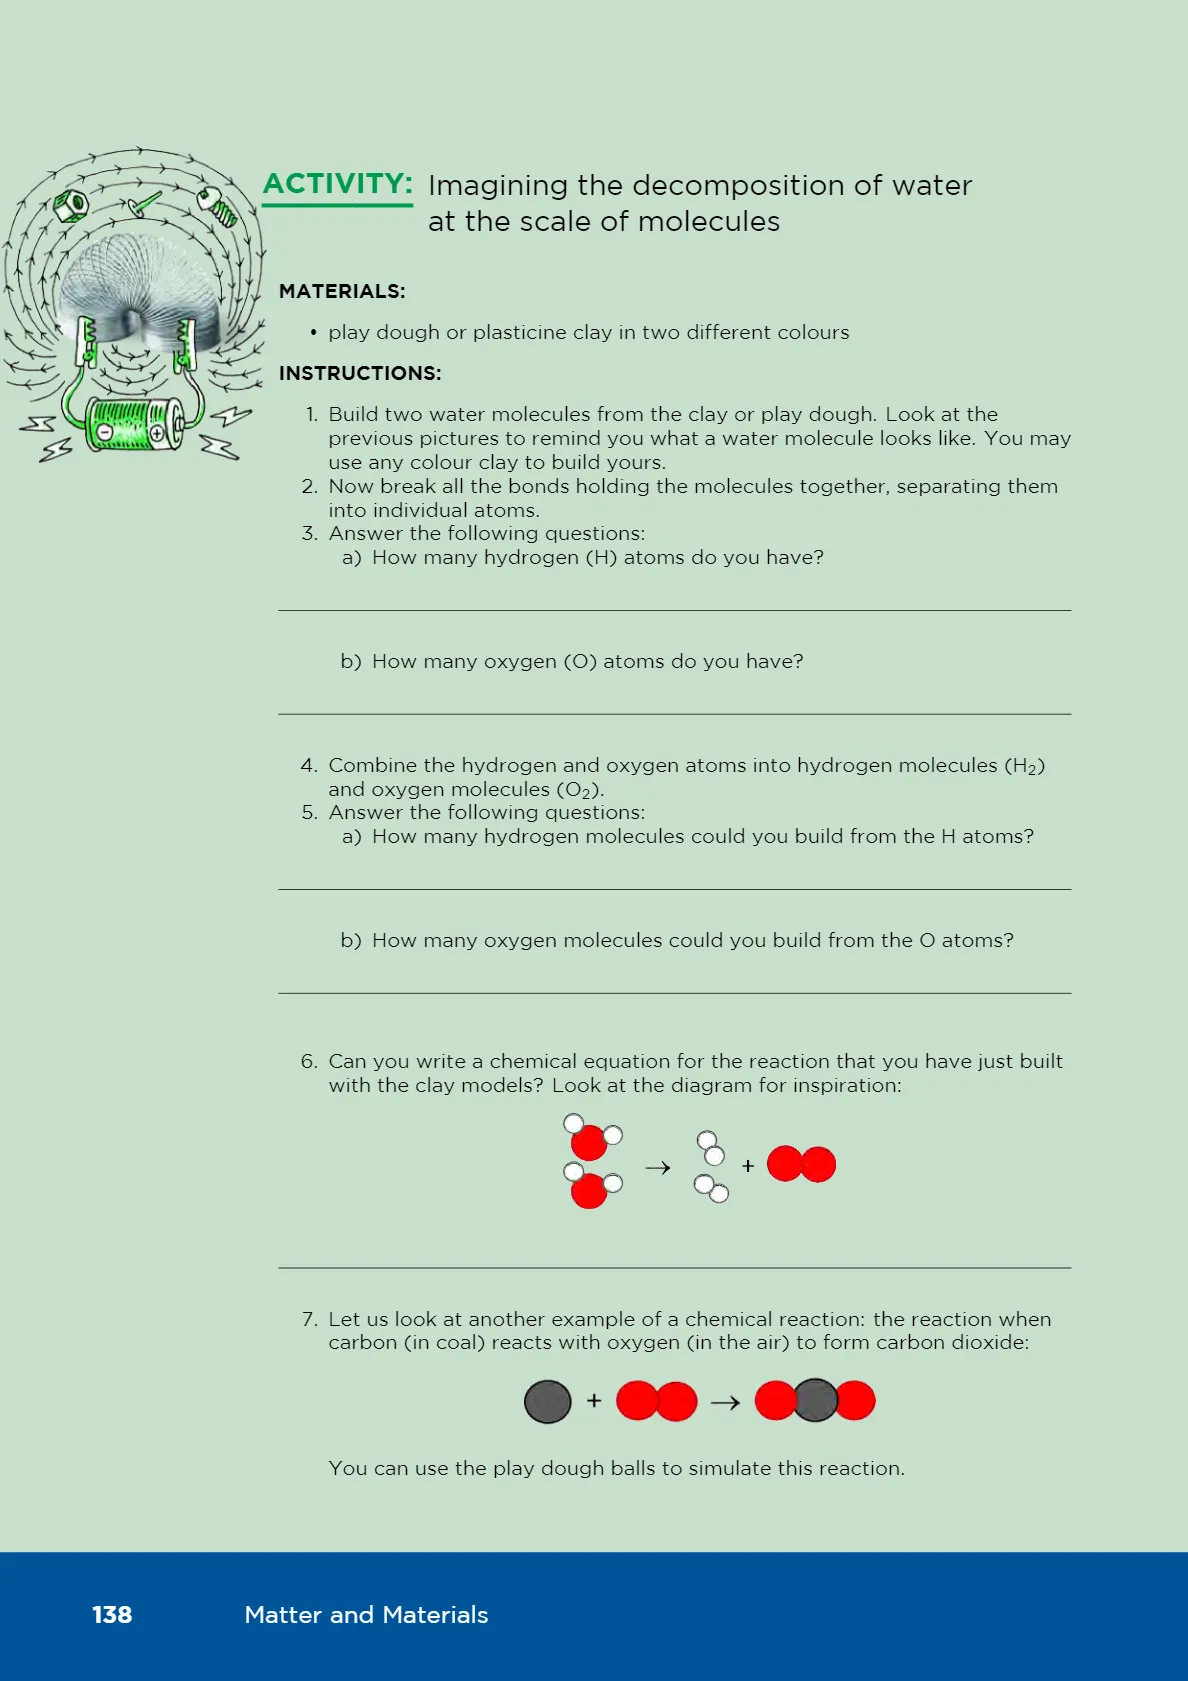 ACTIVITY: Imagining the decomposition of water
at the scale of molecules
MATERIALS:
• play dough or plasticine clay in two different colours
INSTRUCTIONS:
1. Build two water molecules from the clay or play dough. Look at the
previous pictures to remind you what a water molecule looks like. You may
use any colour clay to build yours.
2. Now break all the bonds holding the molecules together, separating them
into individual atoms.
3. Answer the following questions:
a) How many hydrogen (H) atoms do you have?
b) How many oxygen (O) atoms do you have?
4. Combine the hydrogen and oxygen atoms into hydrogen molecules (H₂)
and oxygen molecules (O₂).
5. Answer the following questions:
a) How many hydrogen molecules could you build from the H atoms?
b) How many oxygen molecules could you build from the O atoms?
6. Can you write a chemical equation for the reaction that you have just built
with the clay models? Look at the diagram for inspiration:
→ +
7. Let us look at another example of a chemical reaction: the reaction when
carbon (in coal) reacts with oxygen (in the air) to form carbon dioxide:
+ →
You can use the play dough balls to simulate this reaction.
138 Matter and Materials